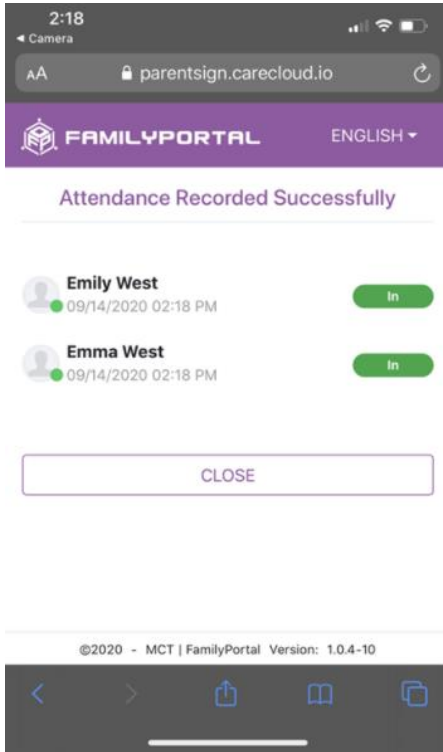 2:18
◄ Camera
AA parentsign.carecloud.io
FAMILYPORTAL ENGLISH
Attendance Recorded Successfully
Emily West
09/14/2020 02:18 PM
In
Emma West
09/14/2020 02:18 PM
In
CLOSE
©2020 - MCT | FamilyPortal Version: 1.0.4-10